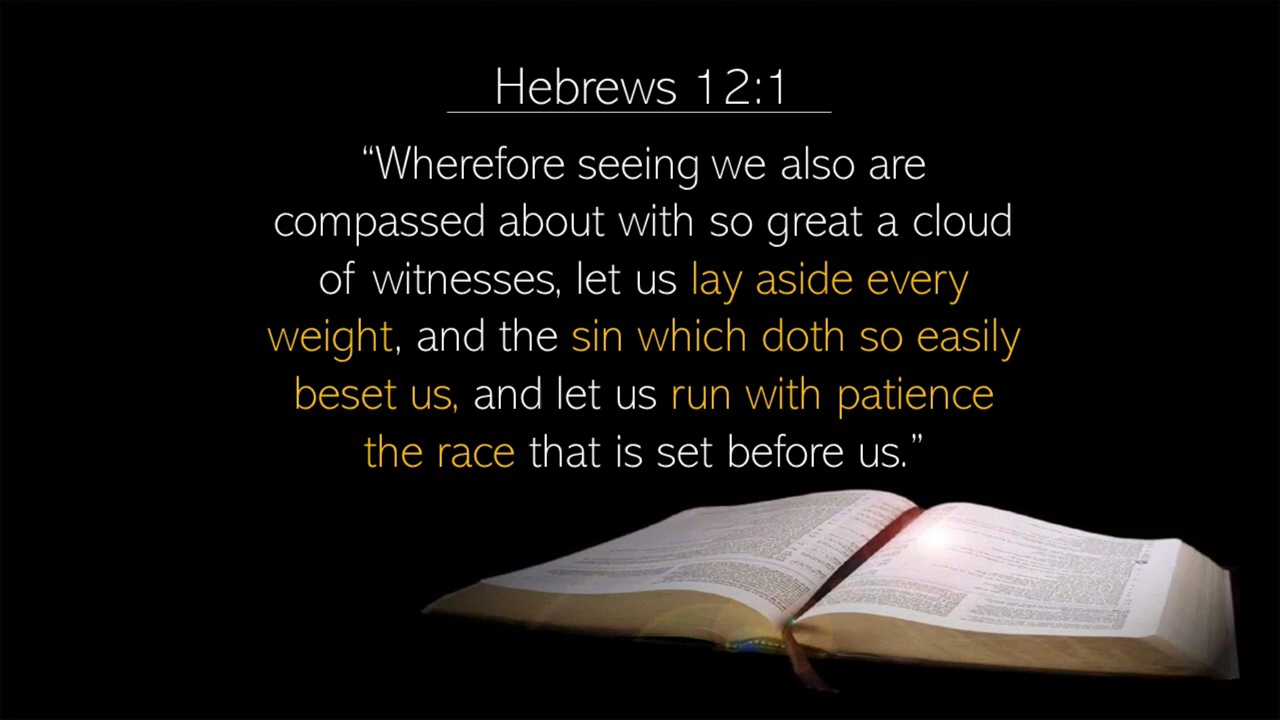 Hebrews 12:1
“Wherefore seeing we also are
compassed about with so great a cloud
of witnesses, let us lay aside every
weight, and the sin which doth so easily
beset us, and let us run with patience
the race that is set before us.”